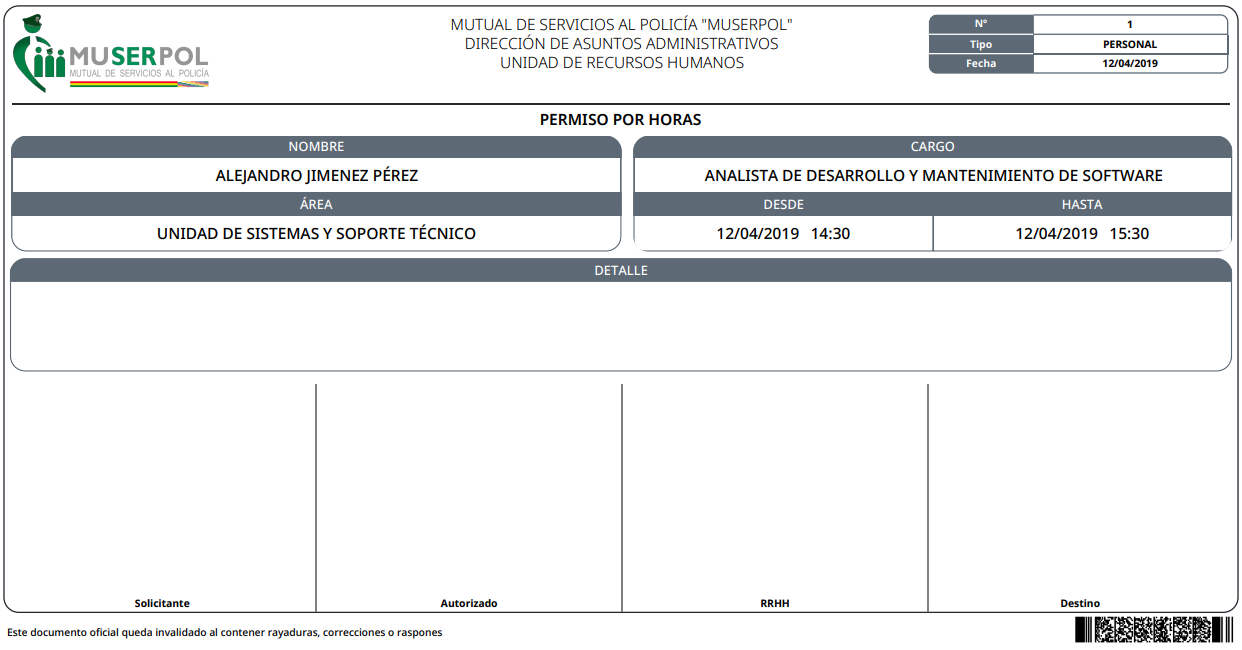 MUSERPOL
MUTUAL DE SERVICIOS AL POLICÍA
MUTUAL DE SERVICIOS AL POLICÍA "MUSERPOL"
DIRECCIÓN DE ASUNTOS ADMINISTRATIVOS
UNIDAD DE RECURSOS HUMANOS
Nº 1
Tipo PERSONAL
Fecha 12/04/2019
PERMISO POR HORAS
NOMBRE CARGO
ALEJANDRO JIMENEZ PÉREZ ANALISTA DE DESARROLLO Y MANTENIMIENTO DE SOFTWARE
ÁREA DESDE HASTA
UNIDAD DE SISTEMAS Y SOPORTE TÉCNICO 12/04/2019 14:30 12/04/2019 15:30
DETALLE
Solicitante Autorizado RRHH Destino
Este documento oficial queda invalidado al contener rayaduras, correcciones o raspones